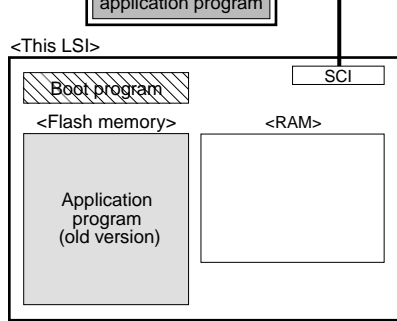 application program
<This LSI>
SCI
Boot program
<Flash memory>
<RAM>
Application
program
(old version)